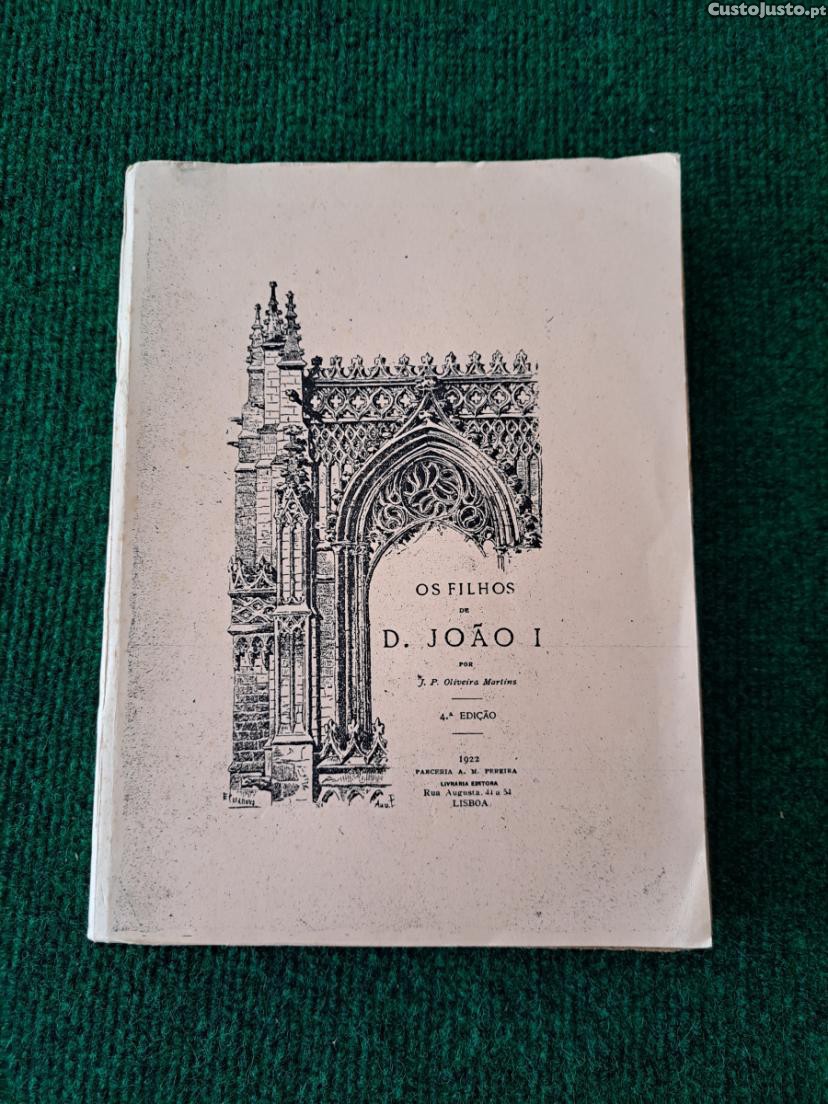 CustoJusto.pt
OS FILHOS
DE
D. JOÃO I
POR
J. P. Oliveira Martins
4.ª EDIÇÃO
1922
PARCERIA A. M. PEREIRA
LIVRARIA EDITORA
Rua Augusta, 44 a 54
LISBOA